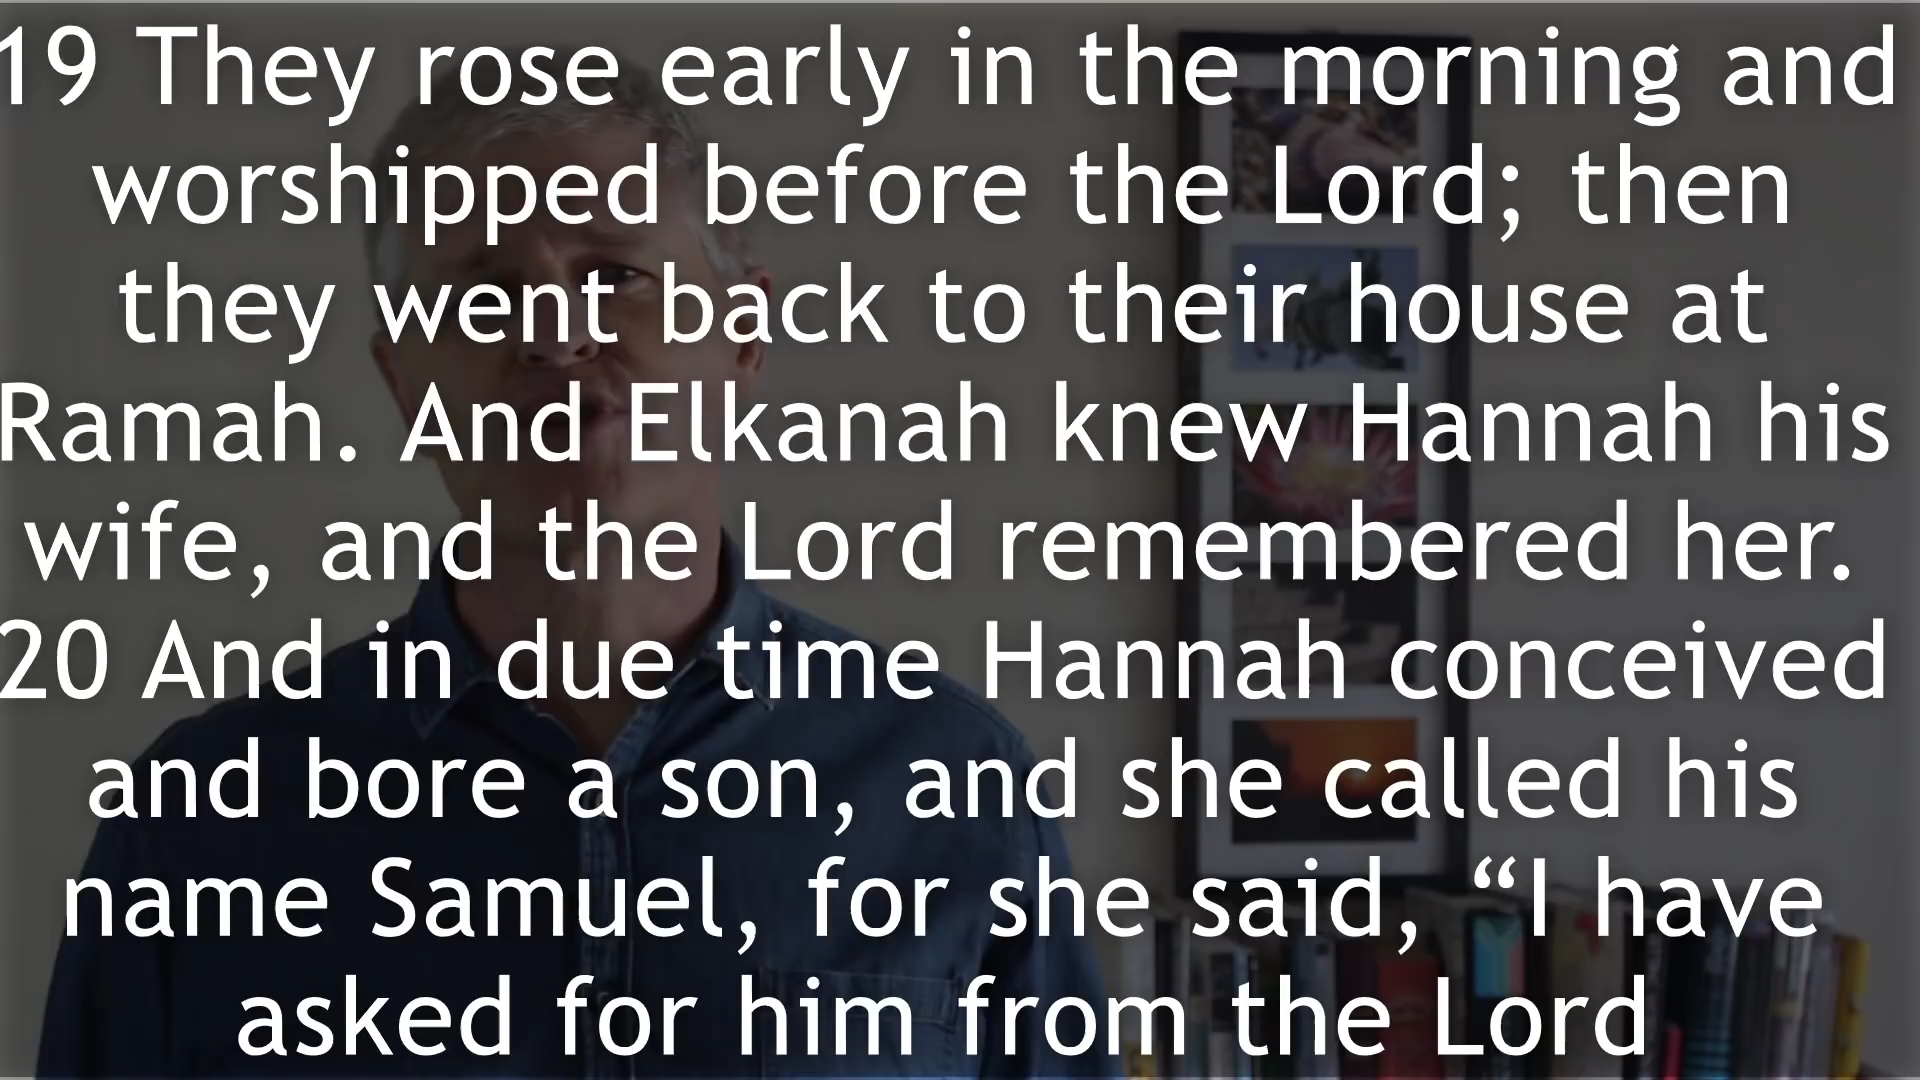 19 They rose early in the morning and
worshipped before the Lord; then
they went back to their house at
Ramah. And Elkanah knew Hannah his
wife, and the Lord remembered her.
20 And in due time Hannah conceived
and bore a son, and she called his
name Samuel, for she said, “I have
asked for him from the Lord